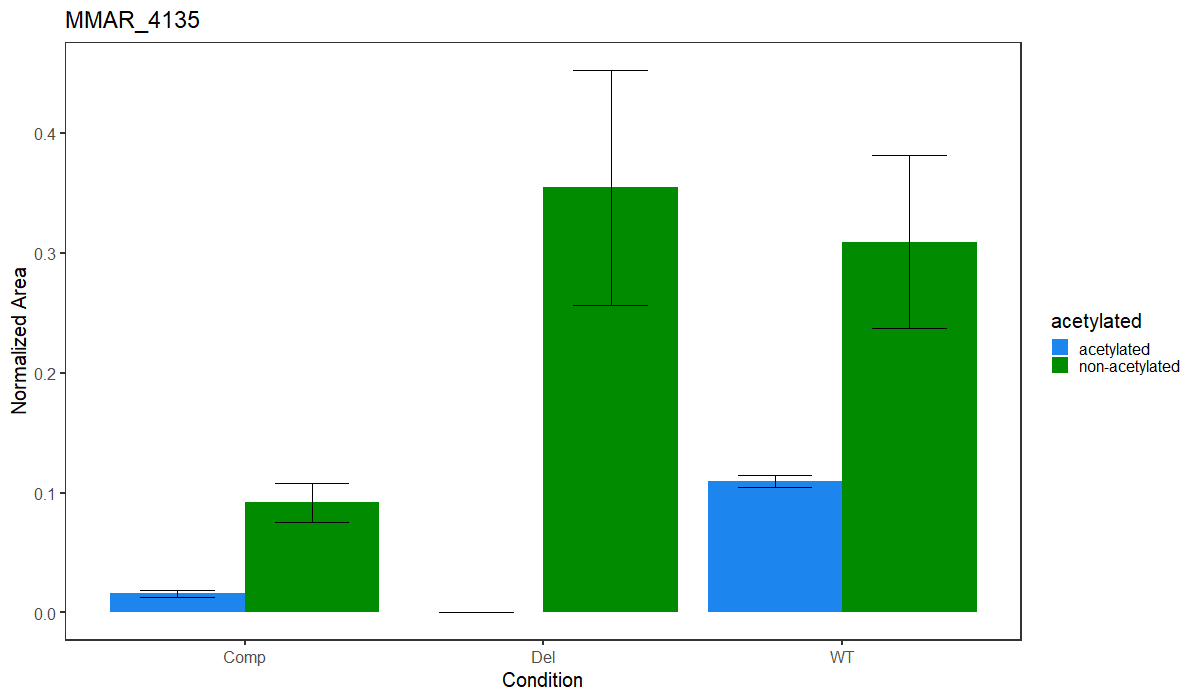 MMAR_4135
Normalized Area
0.4
0.3
0.2
0.1
0.0
Comp Del WT
Condition
acetylated
acetylated
non-acetylated